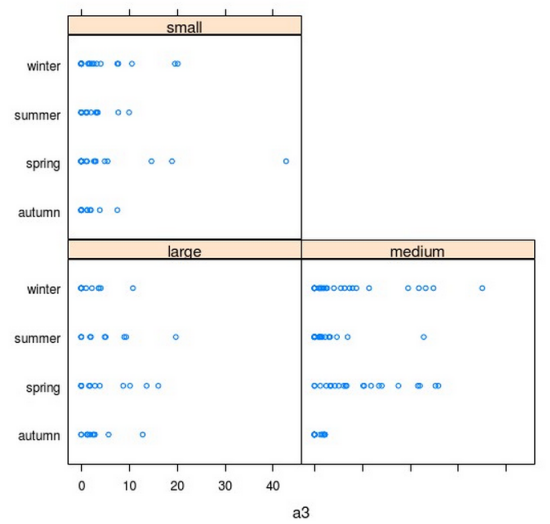 small
winter
summer
spring
autumn
large medium
winter
summer
spring
autumn
0 10 20 30 40
a3